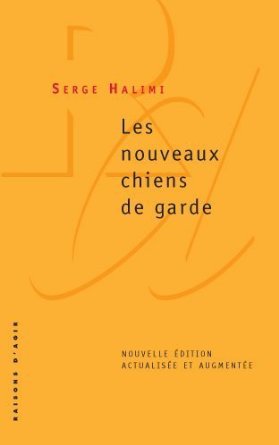 SERGE HALIMI
Les
nouveaux
chiens
de garde
NOUVELLE ÉDITION
ACTUALISÉE ET AUGMENTÉE
RAISONS D'AGIR